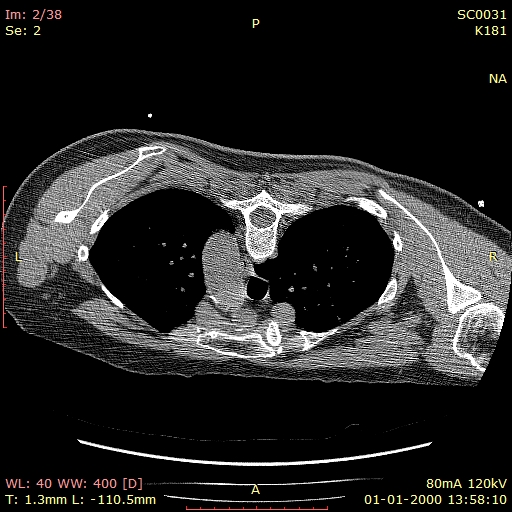 Im: 2/38
Se: 2
P
SC0031
K181
NA
L
R
WL: 40 WW: 400 [D]
T: 1.3mm L: -110.5mm
A
80mA 120kV
01-01-2000 13:58:10